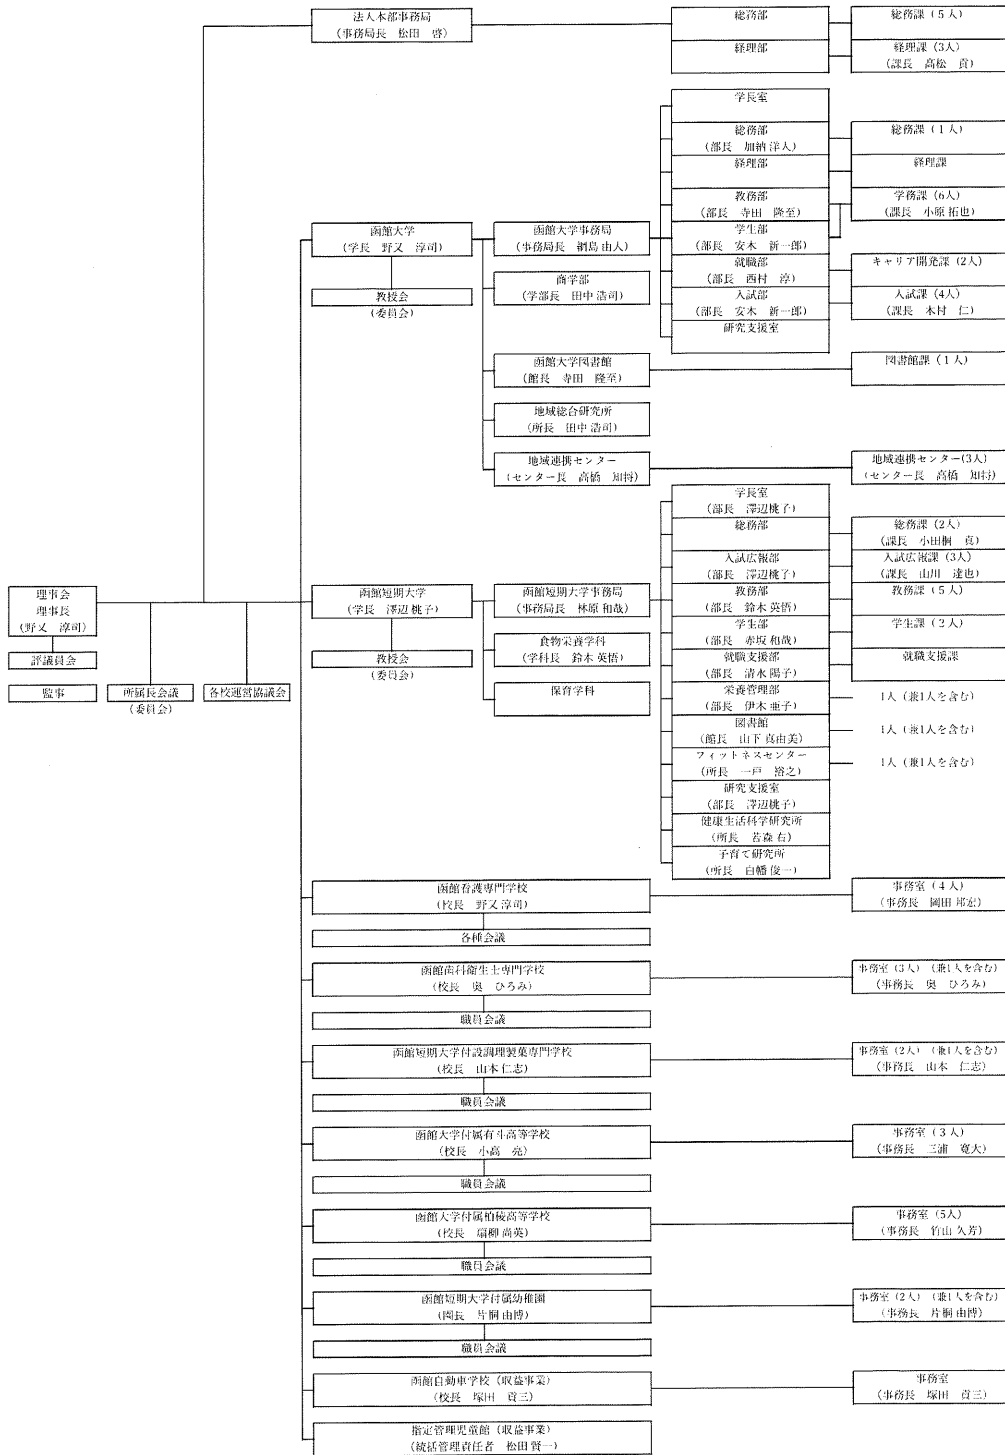 法人本部事務局
(事務局長　松田　啓)
総務部
総務課 (5人)
経理部
経理課 (3人)
(課長　高松　貢)
函館大学
(学長　野又　淳司)
教授会
(委員会)
函館大学事務局
(事務局長　網島 由人)
学長室
総務部
(部長　加納 洋人)
総務課 (1人)
経理部
経理課
教務部
(部長　寺田　隆至)
学務課 (6人)
(課長　小原 拓也)
学生部
(部長　安木　新一郎)
就職部
(部長　西村　淳)
キャリア開発課 (2人)
入試部
(部長　安木　新一郎)
入試課 (4人)
(課長　木村　仁)
研究支援室
商学部
(学部長　田中 浩司)
函館大学図書館
(館長　寺田　隆至)
図書館課 (1人)
地域総合研究所
(所長　田中 浩司)
地域連携センター
(センター長　高橋　知将)
地域連携センター(3人)
(センター長　高橋　知将)
理事会
理事長
(野又　淳司)
評議員会
監事
所属長会議
(委員会)
各校運営協議会
函館短期大学
(学長　澤辺 桃子)
教授会
(委員会)
函館短期大学事務局
(事務局長　林原 和哉)
食物栄養学科
(学科長　鈴木 英悟)
保育学科
学長室
(部長　澤辺桃子)
総務部
総務課 (2人)
(課長　小田桐　真)
入試広報部
(部長　澤辺桃子)
入試広報課 (3人)
(課長　山川　達也)
教務部
(部長　鈴木 英悟)
教務課 (5人)
学生部
(部長　赤坂 和哉)
学生課 (2人)
就職支援部
(部長　清水 陽子)
就職支援課
栄養管理部
(部長　伊木 亜子)
1人 (兼1人を含む)
図書館
(館長　山下 真由美)
1人 (兼1人を含む)
フィットネスセンター
(所長　一戸　裕之)
1人 (兼1人を含む)
研究支援室
(部長　澤辺桃子)
健康生活科学研究所
(所長　若森 右)
子育て研究所
(所長　白幡 俊一)
函館看護専門学校
(校長　野又 淳司)
各種会議
事務室 (4人)
(事務長　岡田 邦宏)
函館歯科衛生士専門学校
(校長　奥　ひろみ)
職員会議
事務室 (3人)　(兼1人を含む)
(事務長　奥　ひろみ)
函館短期大学付設調理製菓専門学校
(校長　山本 仁志)
職員会議
事務室 (2人)　(兼1人を含む)
(事務長　山本　仁志)
函館大学付属有斗高等学校
(校長　小高　亮)
職員会議
事務室 (3人)
(事務長　三浦　寛大)
函館大学付属柏稜高等学校
(校長　扇柳 尚英)
職員会議
事務室 (5人)
(事務長　竹山 久芳)
函館短期大学付属幼稚園
(園長　片桐 由博)
職員会議
事務室 (2人)　(兼1人を含む)
(事務長　片桐 由博)
函館自動車学校 (収益事業)
(校長　塚田　貢三)
事務室
(事務長　塚田　貢三)
指定管理児童館 (収益事業)
(統括管理責任者　松田 賢一)